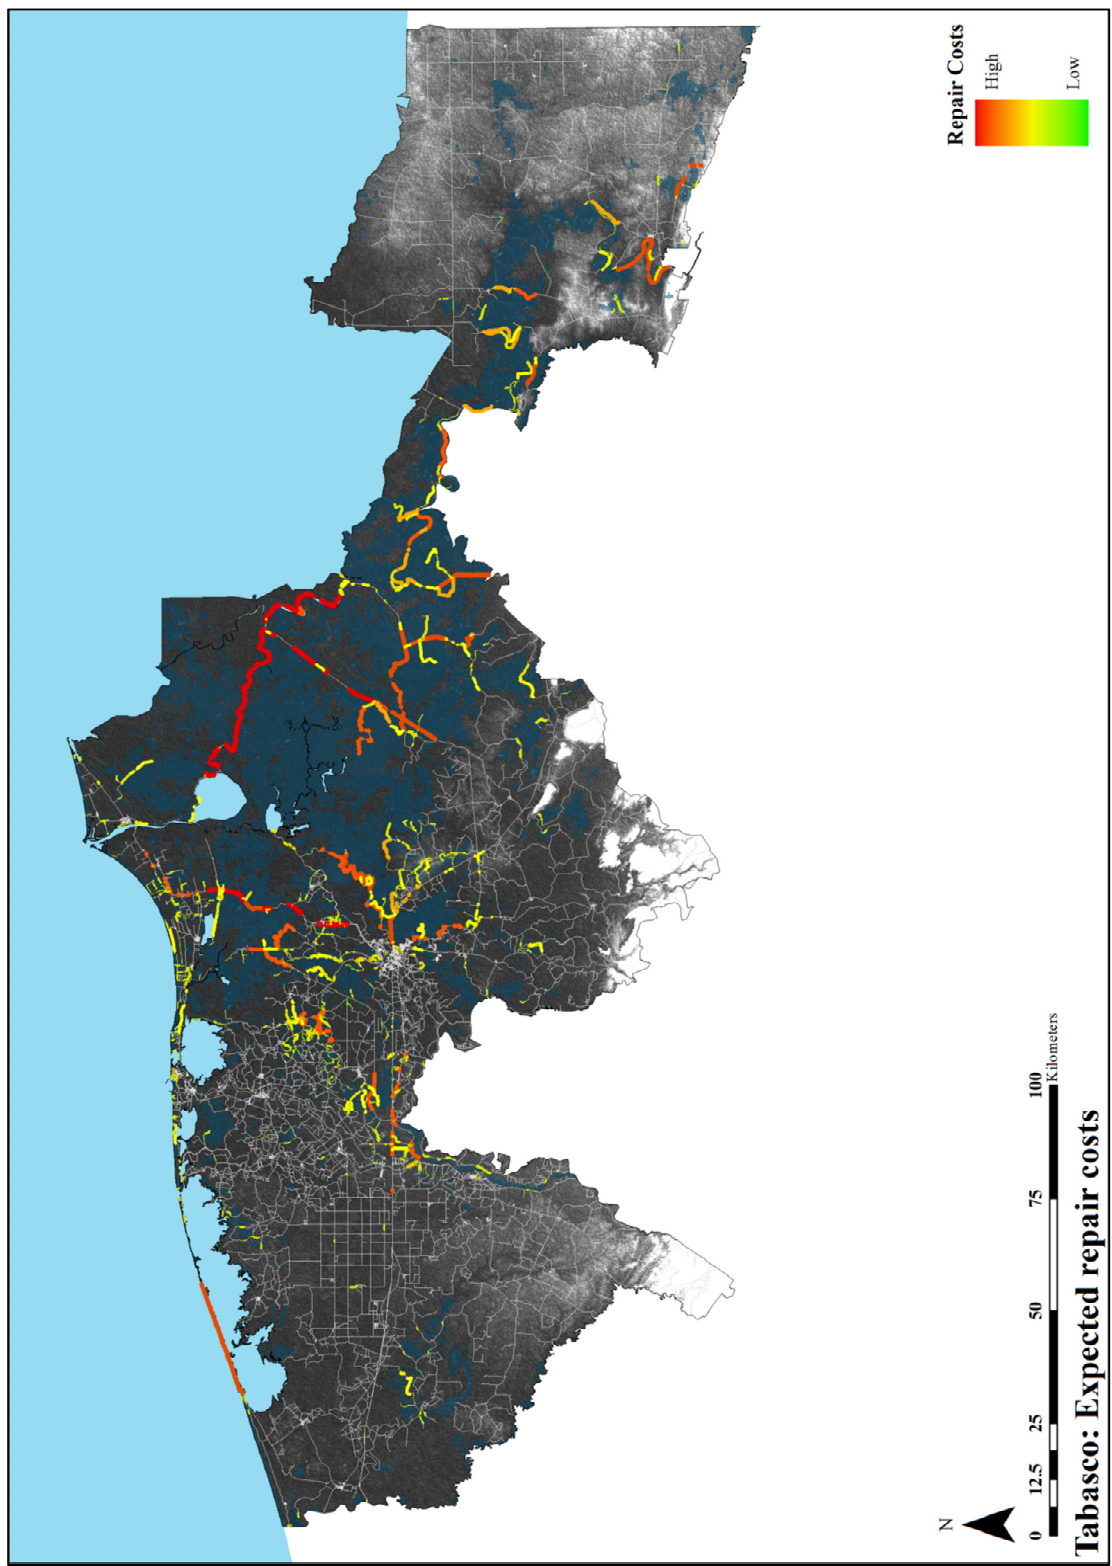 Repair Costs
High
Low
N
0 12.5 25 50 75 100
Kilometers
Tabasco: Expected repair costs